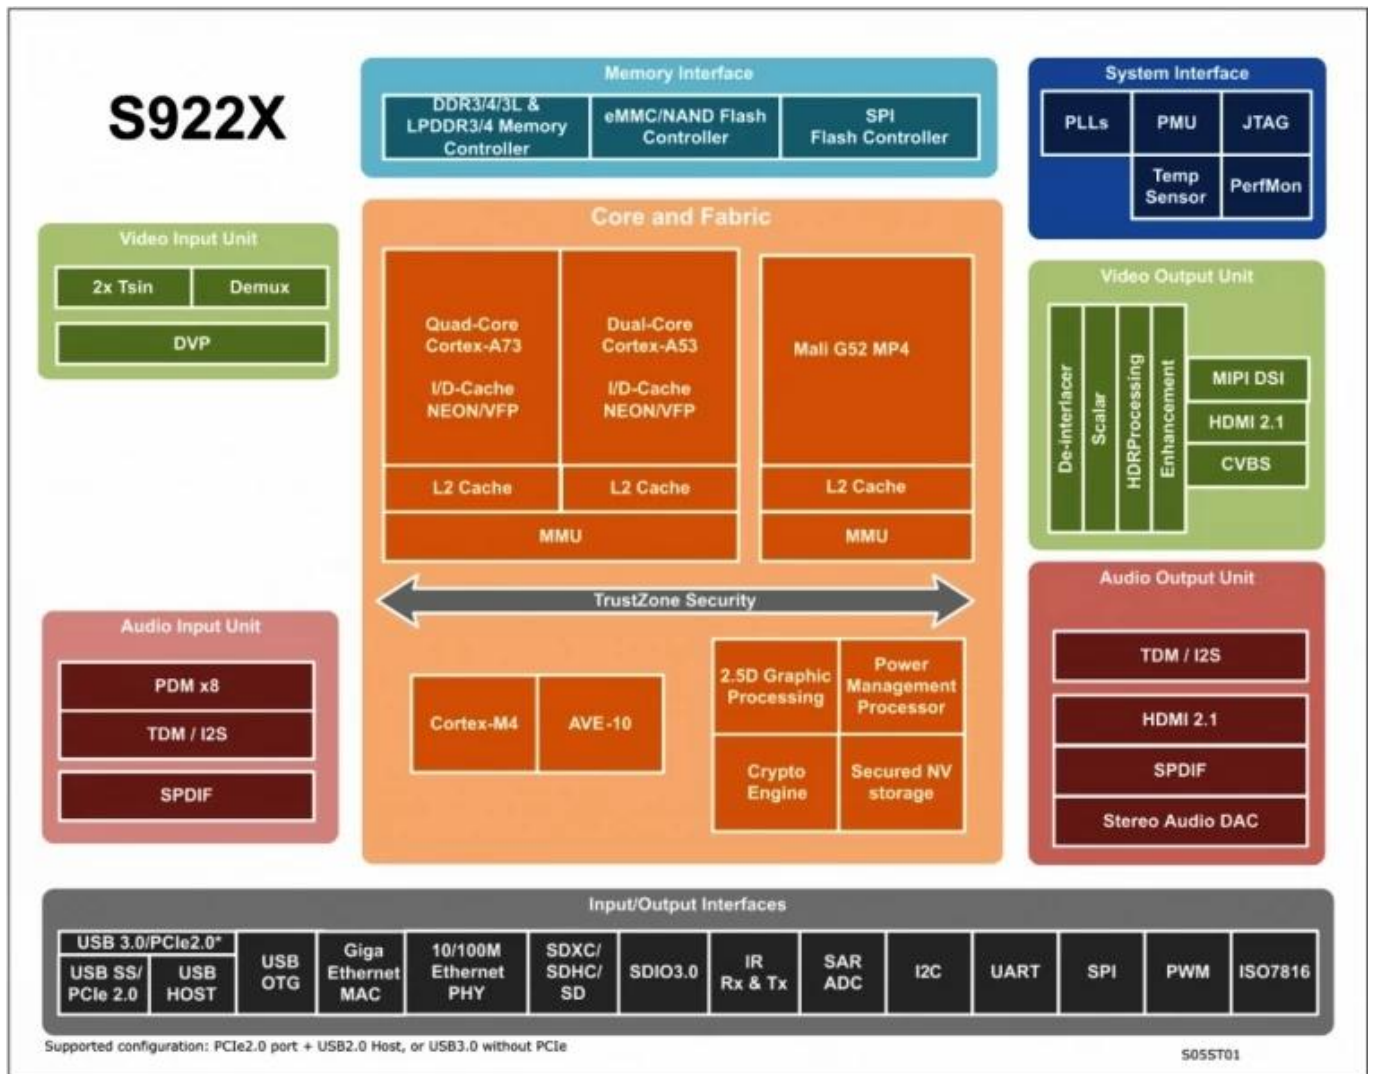 S922X
Memory Interface
DDR3/4/3L &
LPDDR3/4 Memory
Controller
eMMC/NAND Flash
Controller
SPI
Flash Controller
System Interface
PLLs
PMU
JTAG
Temp
Sensor
PerfMon
Video Input Unit
2x Tsin
Demux
DVP
Core and Fabric
Quad-Core
Cortex-A73
I/D-Cache
NEON/VFP
Dual-Core
Cortex-A53
I/D-Cache
NEON/VFP
Mali G52 MP4
L2 Cache
L2 Cache
L2 Cache
MMU
MMU
TrustZone Security
Cortex-M4
AVE-10
2.5D Graphic
Processing
Power
Management
Processor
Crypto
Engine
Secured NV
storage
Video Output Unit
De-interlacer
Scalar
HDRProcessing
Enhancement
MIPI DSI
HDMI 2.1
CVBS
Audio Input Unit
PDM x8
TDM / I2S
SPDIF
Audio Output Unit
TDM / I2S
HDMI 2.1
SPDIF
Stereo Audio DAC
Input/Output Interfaces
USB 3.0/PCIe2.0*
USB SS/
PCIe 2.0
USB
HOST
USB
OTG
Giga
Ethernet
MAC
10/100M
Ethernet
PHY
SDXC/
SDHC/
SD
SDIO3.0
IR
Rx & Tx
SAR
ADC
I2C
UART
SPI
PWM
ISO7816
Supported configuration: PCIe2.0 port + USB2.0 Host, or USB3.0 without PCIe
S05ST01